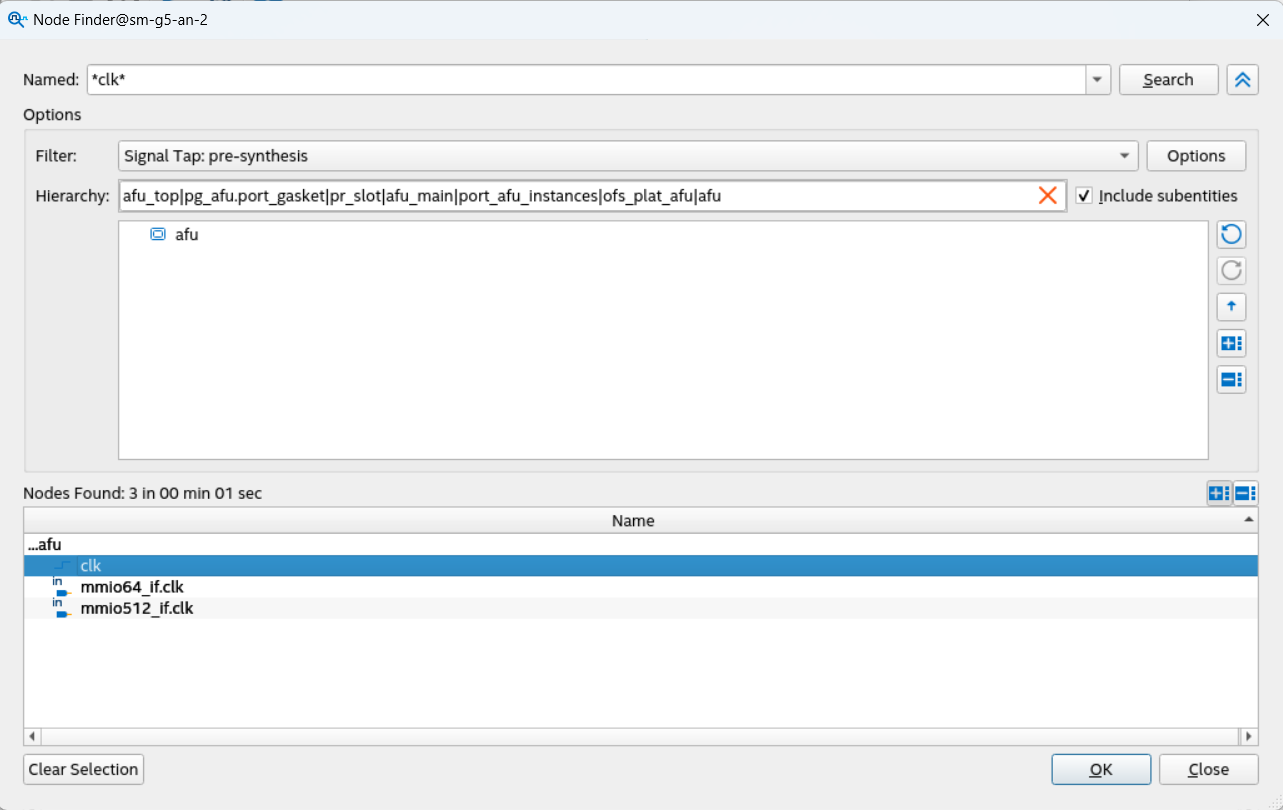 Node Finder@sm-g5-an-2
Named: *clk* Search
Options
Filter: Signal Tap: pre-synthesis Options
Hierarchy: afu_top|pg_afu.port_gasket|pr_slot|afu_main|port_afu_instances|ofs_plat_afu|afu Include subentities
afu
Nodes Found: 3 in 00 min 01 sec
Name
...afu
clk
in mmio64_if.clk
in mmio512_if.clk
Clear Selection OK Close